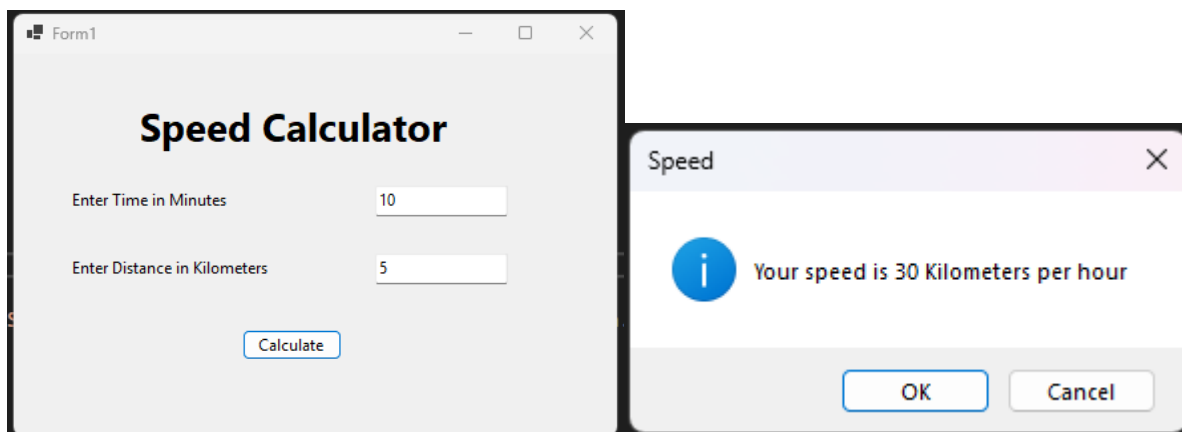 Form1
Speed Calculator
Enter Time in Minutes 10
Enter Distance in Kilometers 5
Calculate
Speed
Your speed is 30 Kilometers per hour
OK Cancel